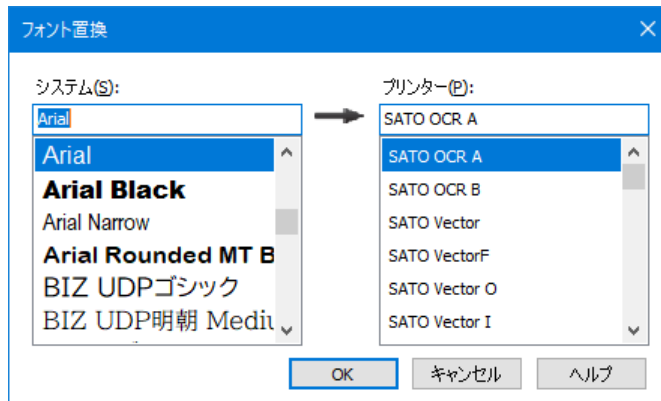 フォント置換
システム(S):
Arial
Arial
Arial Black
Arial Narrow
Arial Rounded MT B
BIZ UDPゴシック
BIZ UDP明朝 Mediu
プリンター(P):
SATO OCR A
SATO OCR A
SATO OCR B
SATO Vector
SATO VectorF
SATO Vector O
SATO Vector I
OK
キャンセル
ヘルプ